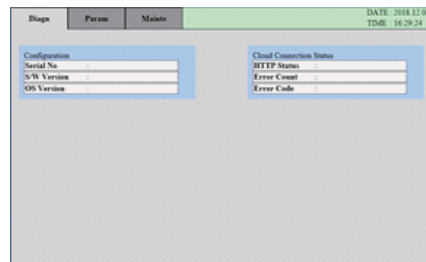 Diagn Param Mainte DATE : 2018.12.0
TIME : 16:29:24
Configuration Cloud Connection Status
Serial No : HTTP Status :
S/W Version : Error Count :
OS Version : Error Code :